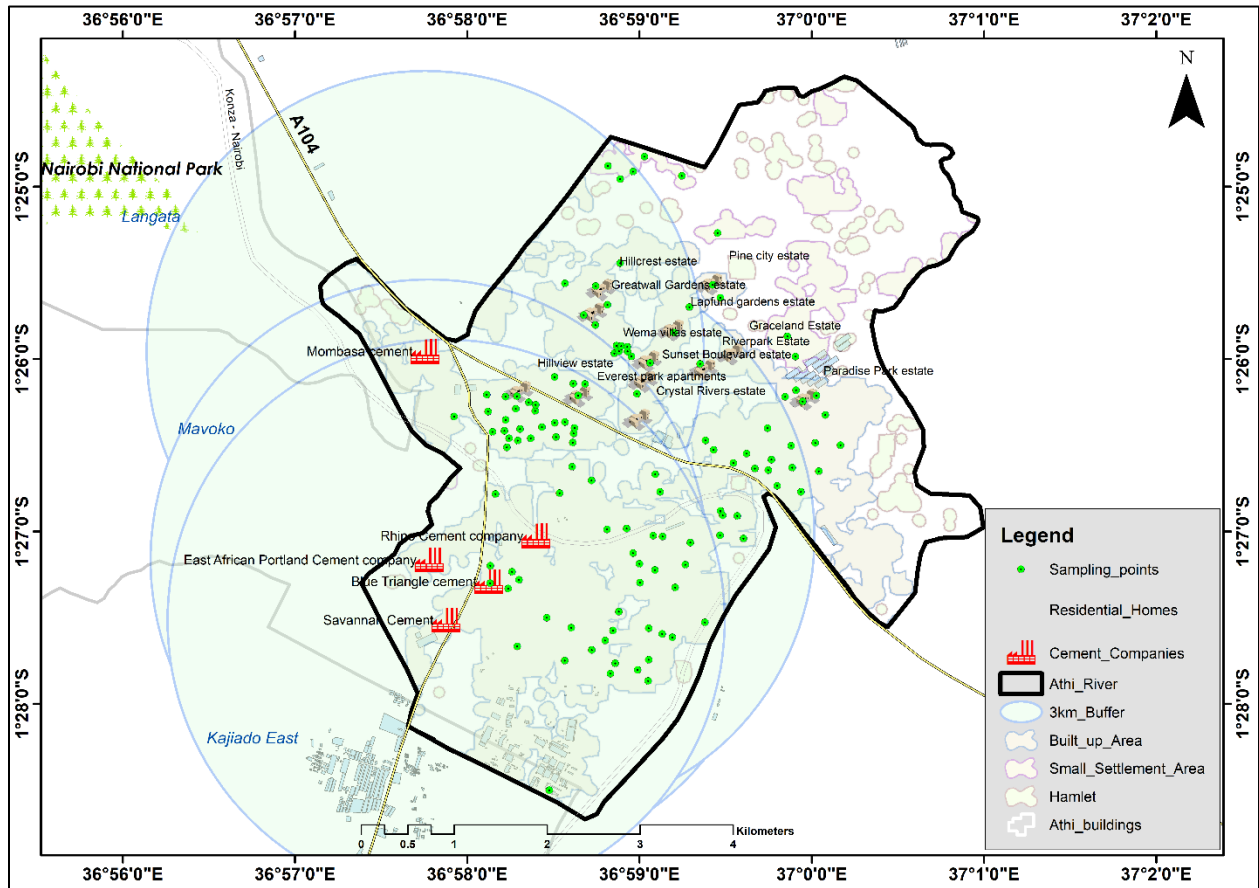 36°56'0"E 36°57'0"E 36°58'0"E 36°59'0"E 37°0'0"E 37°1'0"E 37°2'0"E
N
A104
Konza - Nairobi
Nairobi National Park
1°25'0"S 1°25'0"S
Langata
Hillcrest estate
Pine city estate
Greatwall Gardens estate
Lapfund gardens estate
Graceland Estate
Wema villas estate
Riverpark Estate
1°26'0"S 1°26'0"S
Mombasa cement
Sunset Boulevard estate
Hillview estate
Paradise Park estate
Everest park apartments
Crystal Rivers estate
Mavoko
1°27'0"S 1°27'0"S
Rhino Cement company
East African Portland Cement company
Blue Triangle cement
Savannah Cement
1°28'0"S 1°28'0"S
Kajiado East
Legend
Sampling_points
Residential_Homes
Cement_Companies
Athi_River
3km_Buffer
Built_up_Area
Small_Settlement_Area
Hamlet
Athi_buildings
Kilometers
0 0.5 1 2 3 4
36°56'0"E 36°57'0"E 36°58'0"E 36°59'0"E 37°0'0"E 37°1'0"E 37°2'0"E